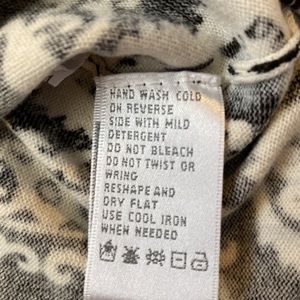 HAND WASH COLD
ON REVERSE
SIDE WITH MILD
DETERGENT
DO NOT BLEACH
DO NOT TWIST OR
WRING
RESHAPE AND
DRY FLAT
USE COOL IRON
WHEN NEEDED